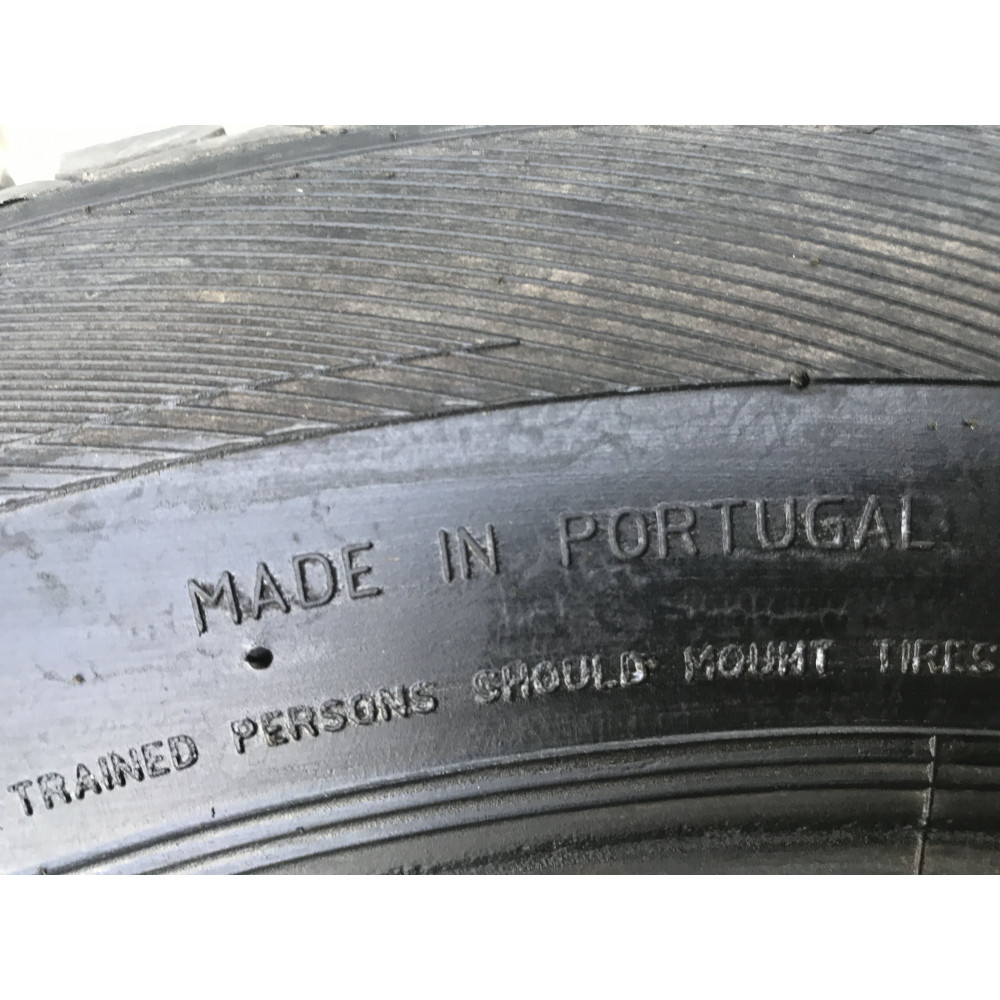 MADE IN PORTUGAL
TRAINED PERSONS SHOULD MOUNT TIRES